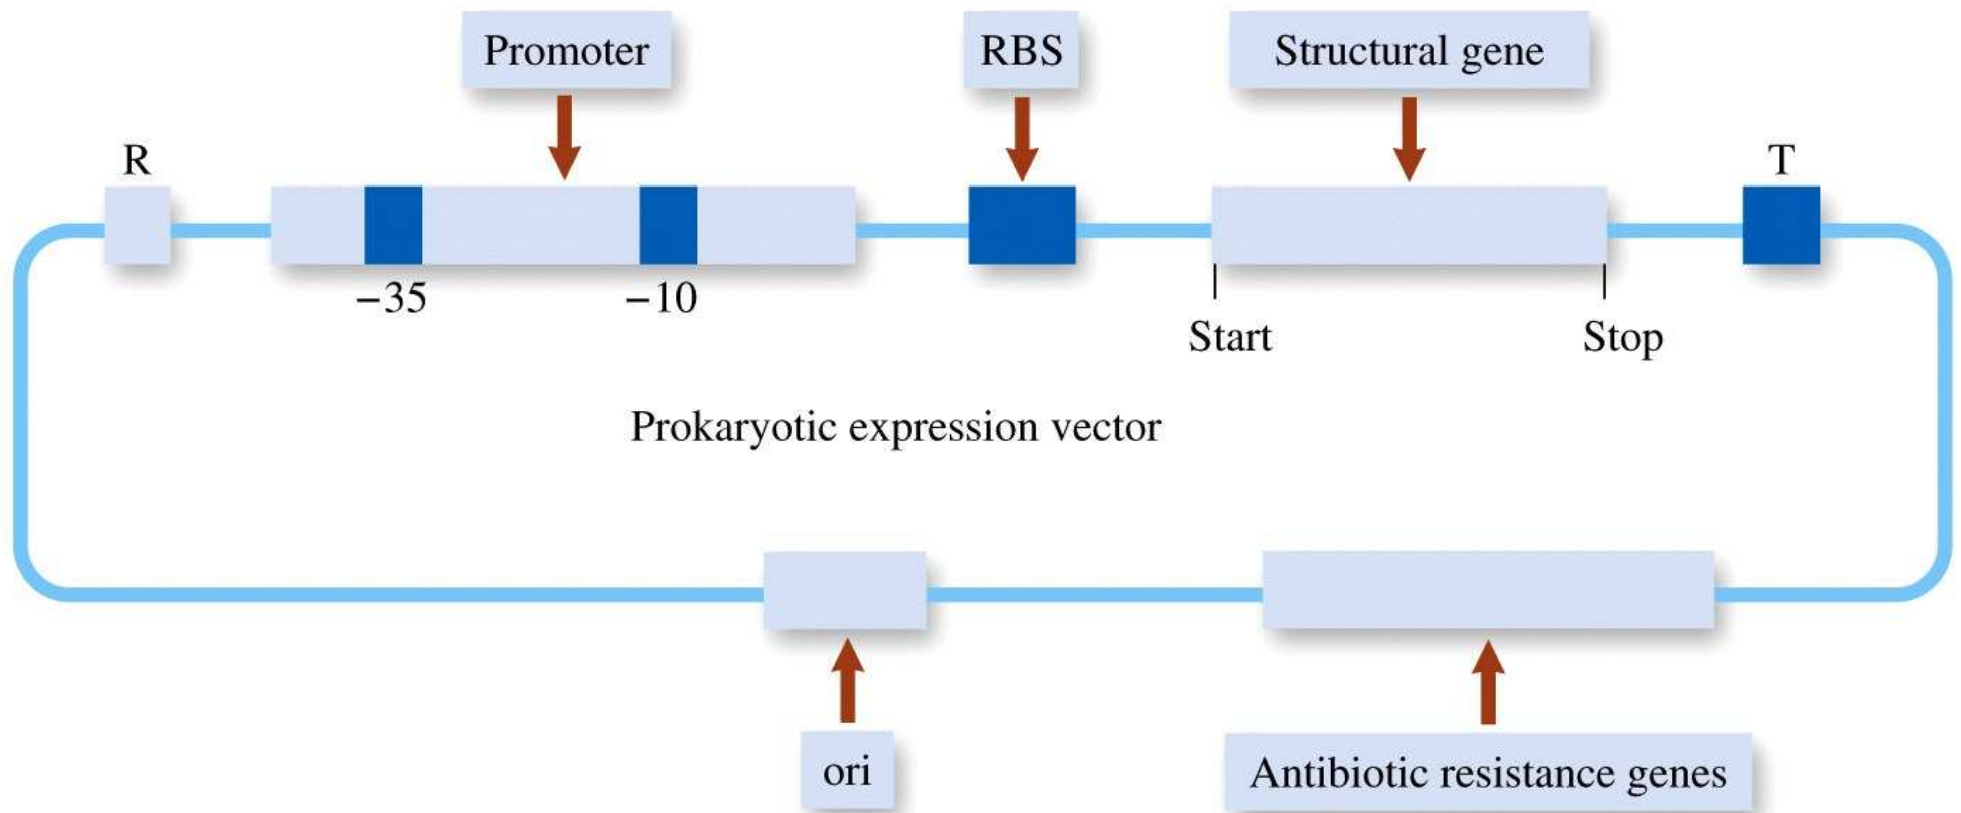 Promoter
RBS
Structural gene
R
T
−35
−10
Start
Stop
Prokaryotic expression vector
ori
Antibiotic resistance genes